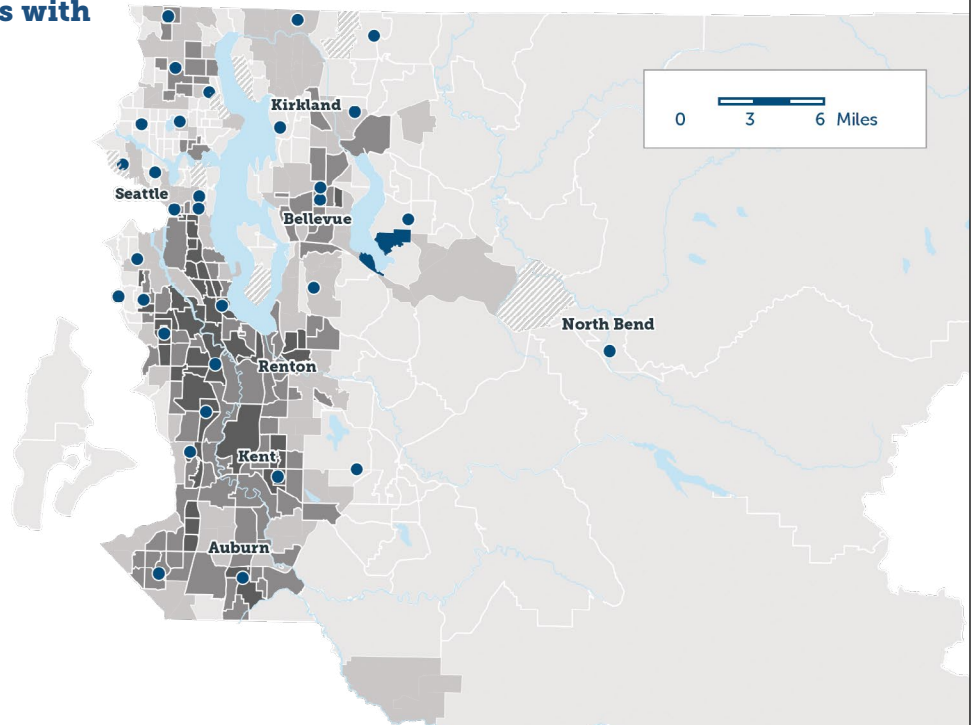 s with
Kirkland
0 3 6 Miles
Seattle
Bellevue
North Bend
Renton
Kent
Auburn